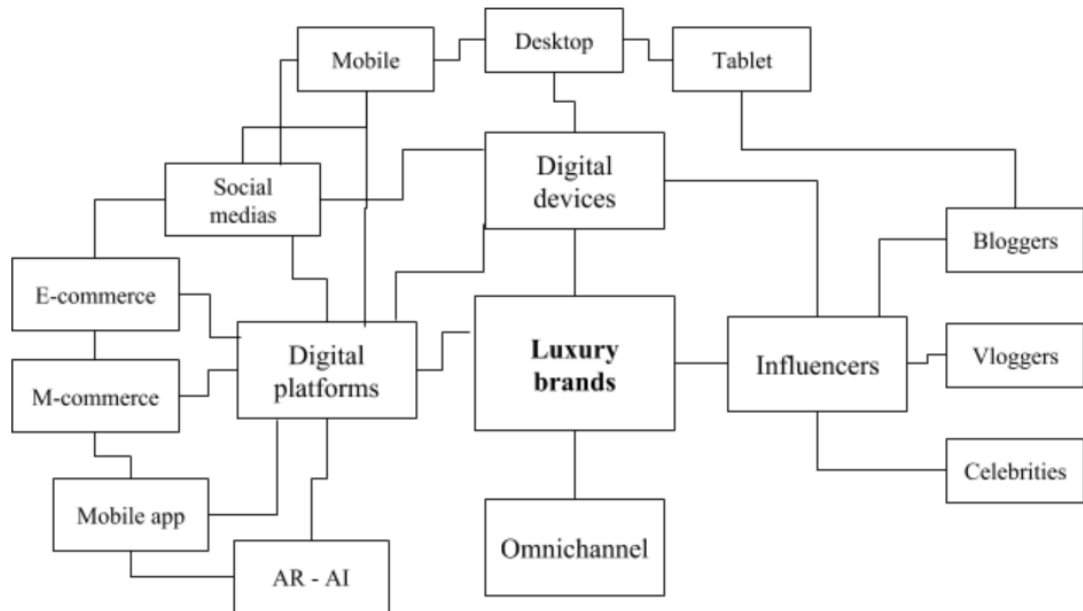 Mobile
Desktop
Tablet
Social
medias
Digital
devices
Bloggers
E-commerce
Digital
platforms
Luxury
brands
Influencers
Vloggers
M-commerce
Mobile app
Celebrities
Omnichannel
AR - AI